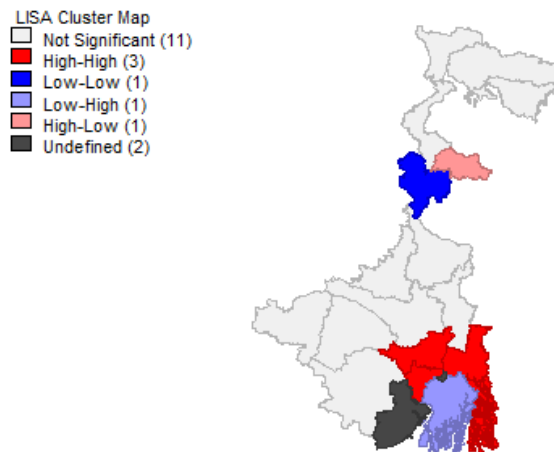 LISA Cluster Map
Not Significant (11)
High-High (3)
Low-Low (1)
Low-High (1)
High-Low (1)
Undefined (2)